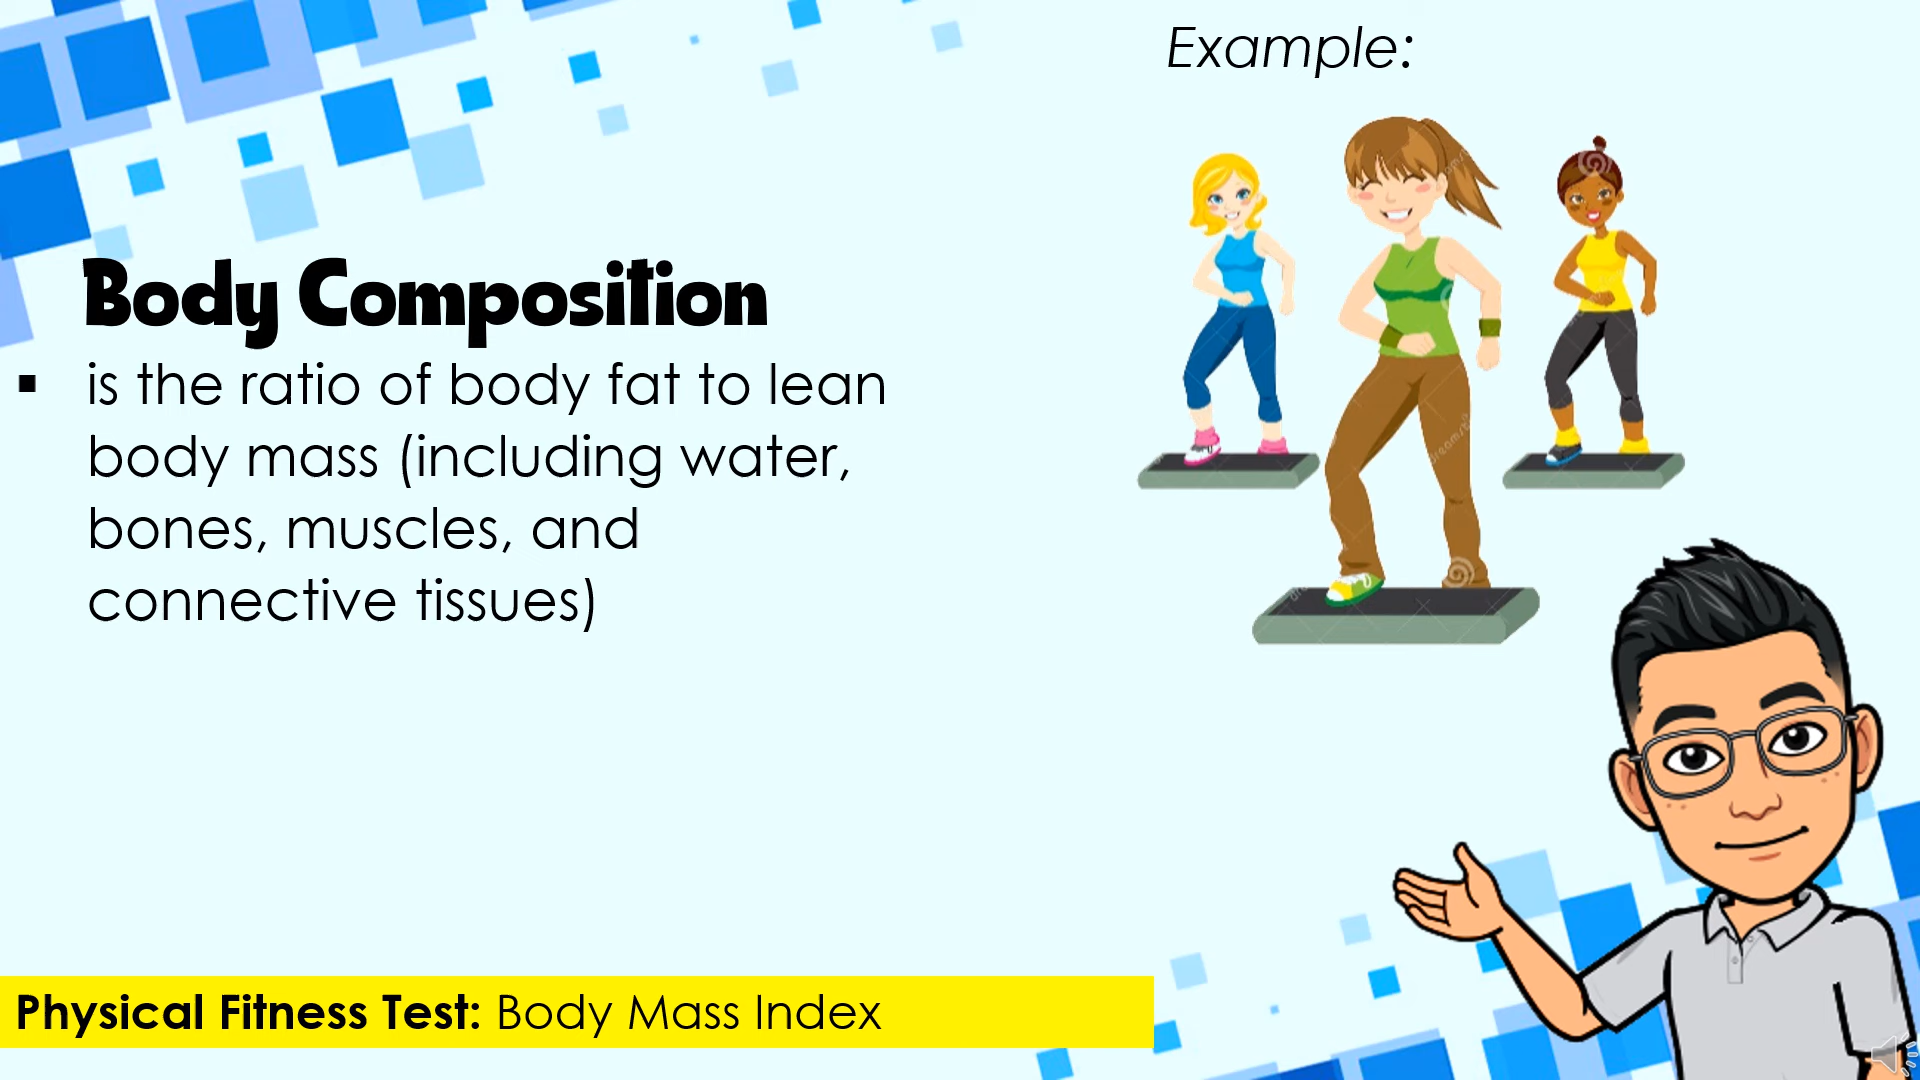 Example:
Body Composition
▪ is the ratio of body fat to lean
body mass (including water,
bones, muscles, and
connective tissues)
Physical Fitness Test: Body Mass Index